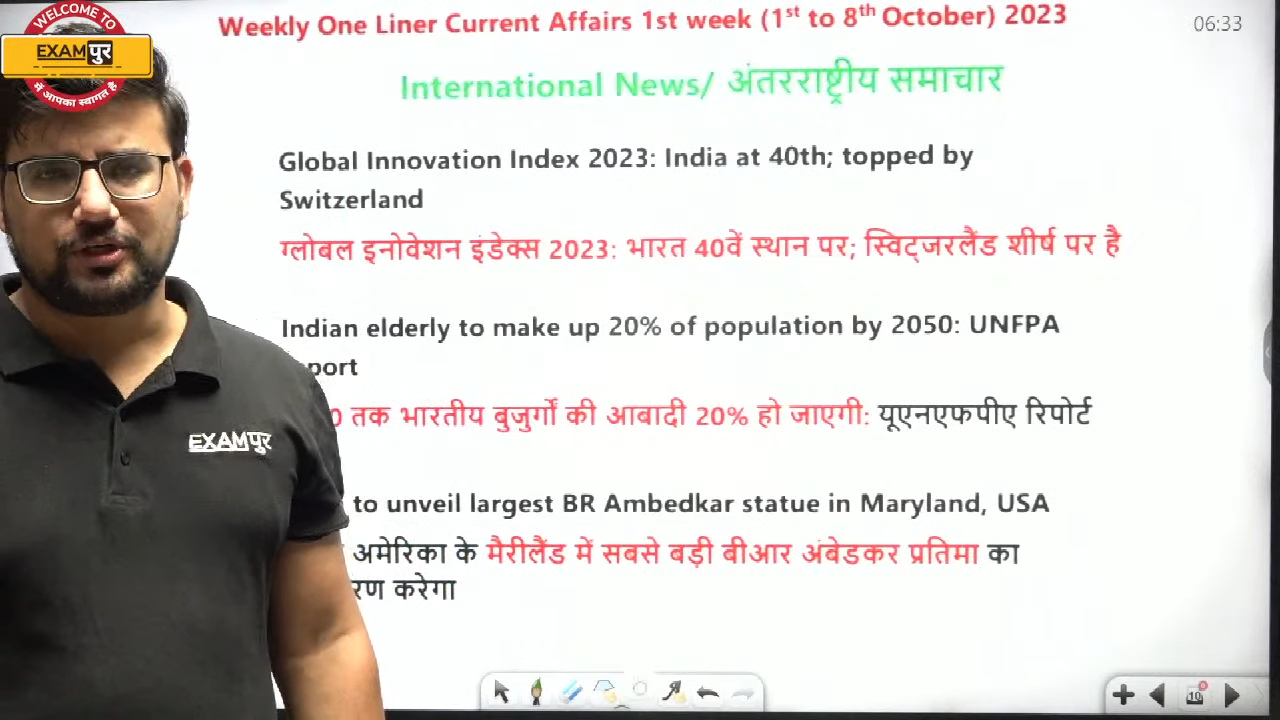 WELCOME TO
EXAMपुर
में आपका स्वागत है
Weekly One Liner Current Affairs 1st week (1st to 8th October) 2023
06:33
International News/ अंतरराष्ट्रीय समाचार
Global Innovation Index 2023: India at 40th; topped by
Switzerland
ग्लोबल इनोवेशन इंडेक्स 2023: भारत 40वें स्थान पर; स्विट्जरलैंड शीर्ष पर है
Indian elderly to make up 20% of population by 2050: UNFPA
तक भारतीय बुजुर्गों की आबादी 20% हो जाएगी: यूएनएफपीए रिपोर्ट
EXAMपुर
to unveil largest BR Ambedkar statue in Maryland, USA
अमेरिका के मैरीलैंड में सबसे बड़ी बीआर अंबेडकर प्रतिमा का
करेगा
10